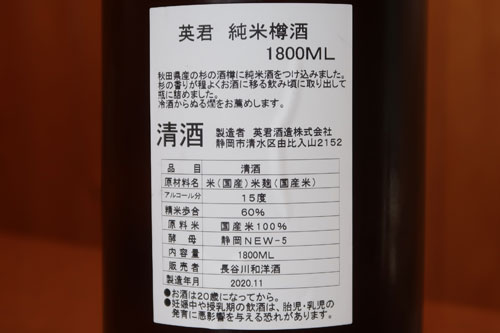 英君 純米樽酒
1800ML
秋田県産の杉の酒樽に純米酒をつけ込みました。
杉の香りが程よくお酒に移る飲み頃に取り出して
瓶に詰めました。
冷酒からぬる燗をお薦めします。
清酒 製造者 英君酒造株式会社
静岡市清水区由比入山2152
品目 清酒
原材料名 米(国産)米麹(国産米)
アルコール分 15度
精米歩合 60%
原料米 国産米100%
酵母 静岡NEW-5
内容量 1800ML
販売者 長谷川和洋酒
製造年月 2020.11
●お酒は20歳になってから。
●妊娠中や授乳期の飲酒は、胎児・乳児の
発育に悪影響を与える恐れがあります。